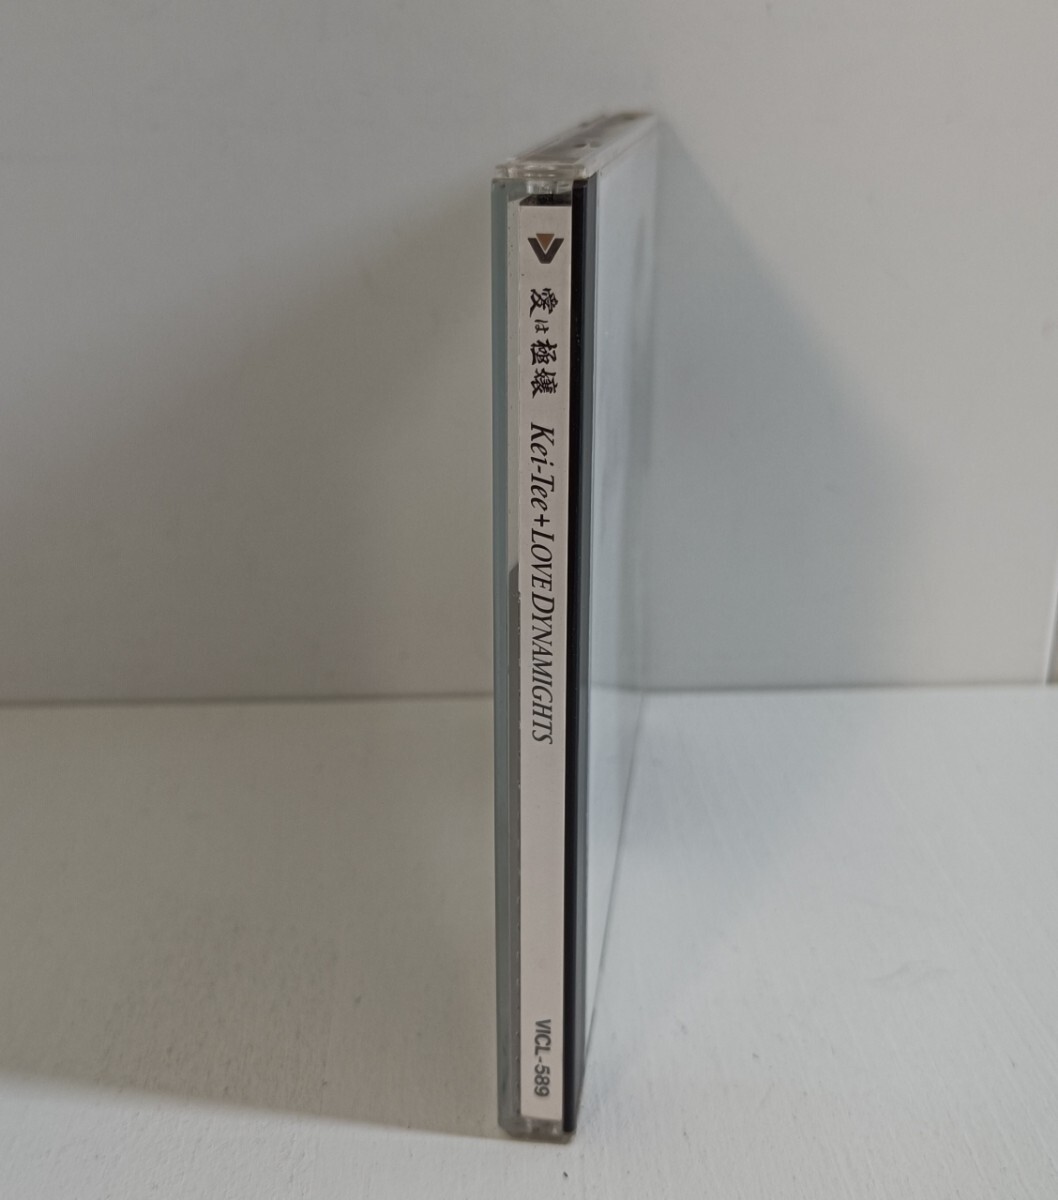 愛は極嬢 Kei-Tee+LOVE DYNAMIGHTS VICL-589